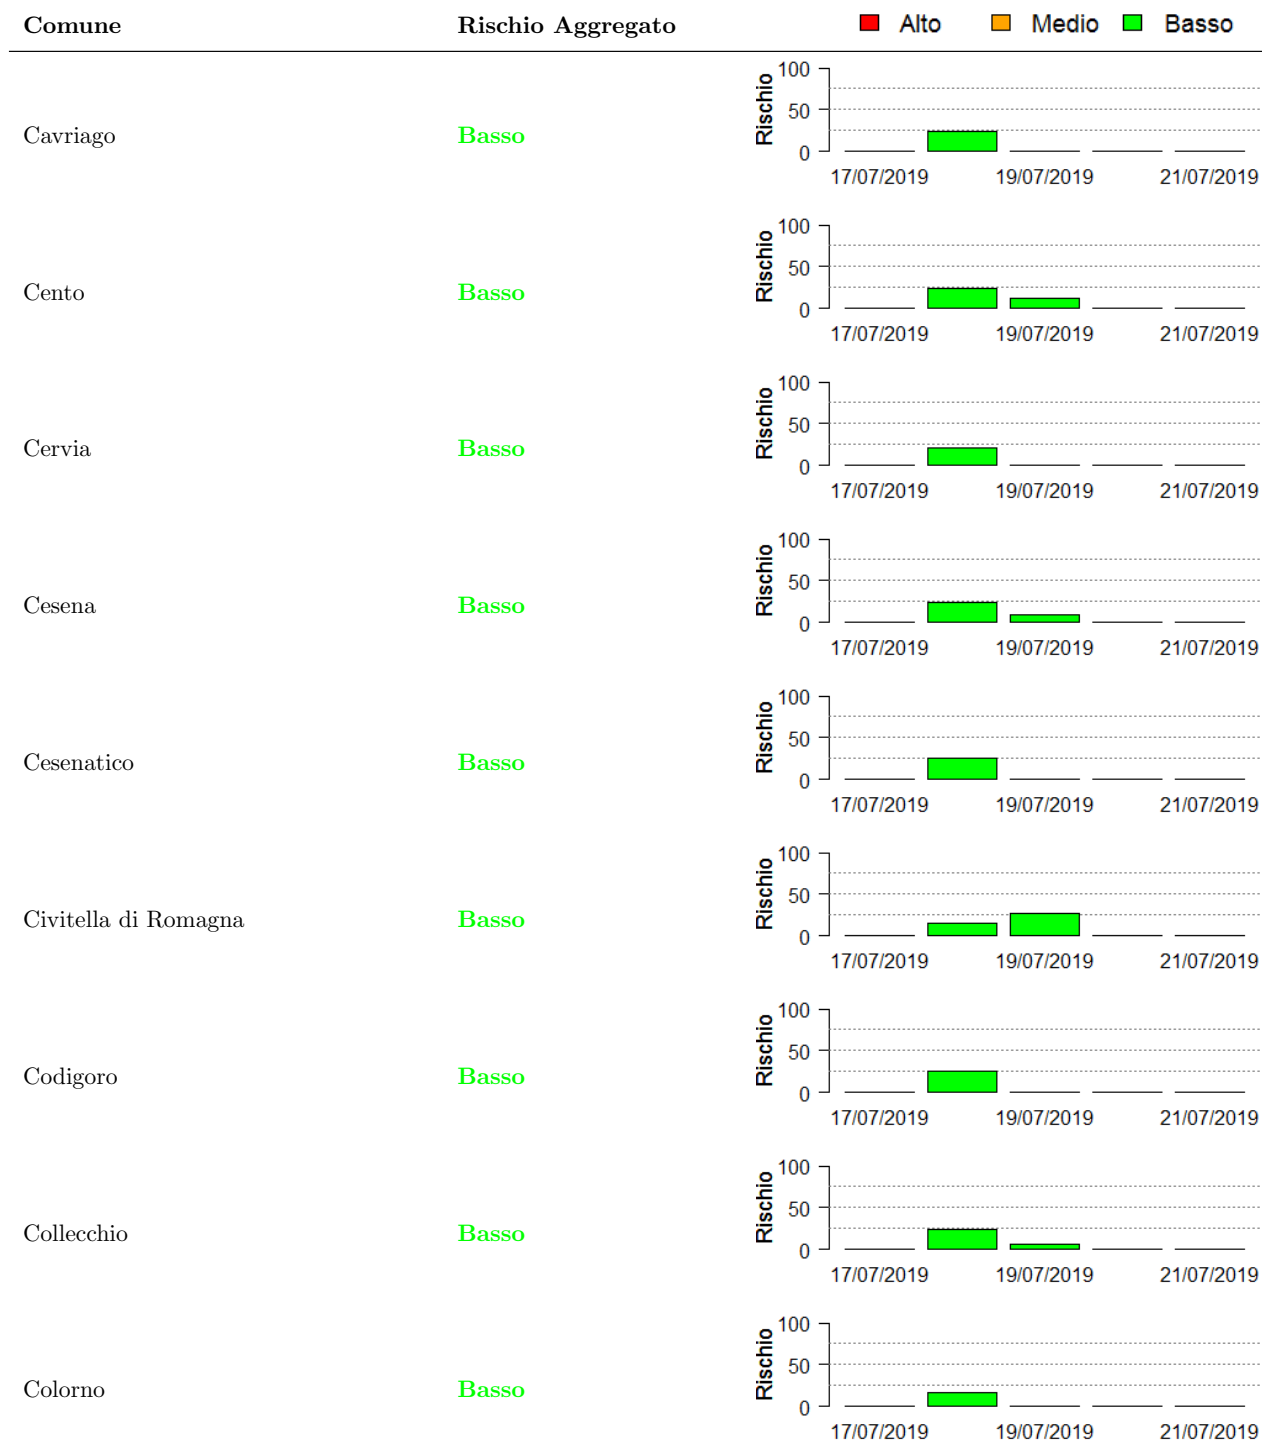 Comune Rischio Aggregato Alto Medio Basso
100
Rischio
50
Cavriago Basso
0
17/07/2019 19/07/2019 21/07/2019
100
Rischio
50
Cento Basso
0
17/07/2019 19/07/2019 21/07/2019
100
Rischio
50
Cervia Basso
0
17/07/2019 19/07/2019 21/07/2019
100
Rischio
50
Cesena Basso
0
17/07/2019 19/07/2019 21/07/2019
100
Rischio
50
Cesenatico Basso
0
17/07/2019 19/07/2019 21/07/2019
100
Rischio
50
Civitella di Romagna Basso
0
17/07/2019 19/07/2019 21/07/2019
100
Rischio
50
Codigoro Basso
0
17/07/2019 19/07/2019 21/07/2019
100
Rischio
50
Collecchio Basso
0
17/07/2019 19/07/2019 21/07/2019
100
Rischio
50
Colorno Basso
0
17/07/2019 19/07/2019 21/07/2019